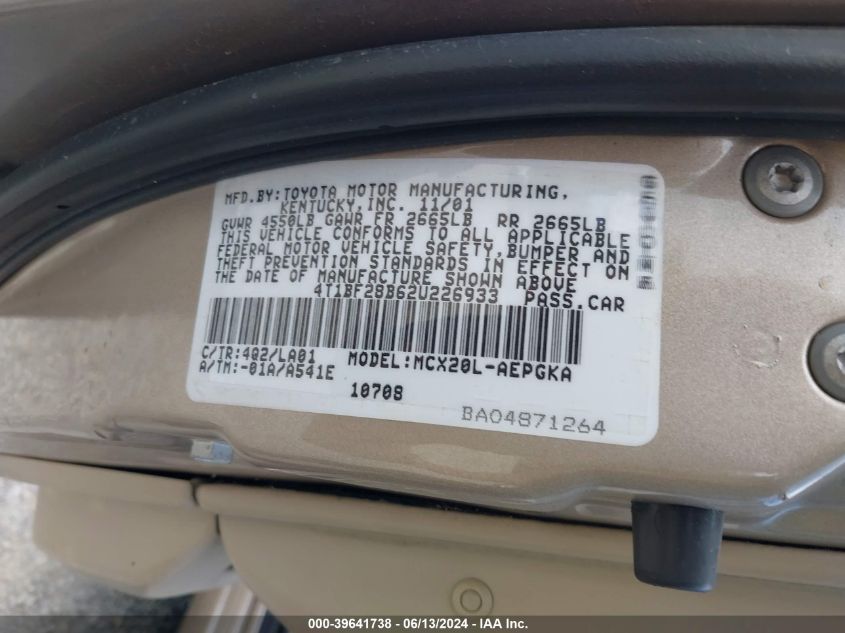 MFD.BY:TOYOTA MOTOR MANUFACTURING,
KENTUCKY,INC. 11/01
GVWR 4550LB GAWR FR 2665LB RR 2665LB
THIS VEHICLE CONFORMS TO ALL APPLICABLE
FEDERAL MOTOR VEHICLE SAFETY,BUMPER AND
THEFT PREVENTION STANDARDS IN EFFECT ON
THE DATE OF MANUFACTURE SHOWN ABOVE
4T1BF28B62U226933 PASS.CAR
C/TR:4Q2/LA01 MODEL:MCX20L-AEPGKA
A/TM:-01A/A541E
10708
BA04871264
000-39641738 - 06/13/2024 - IAA Inc.